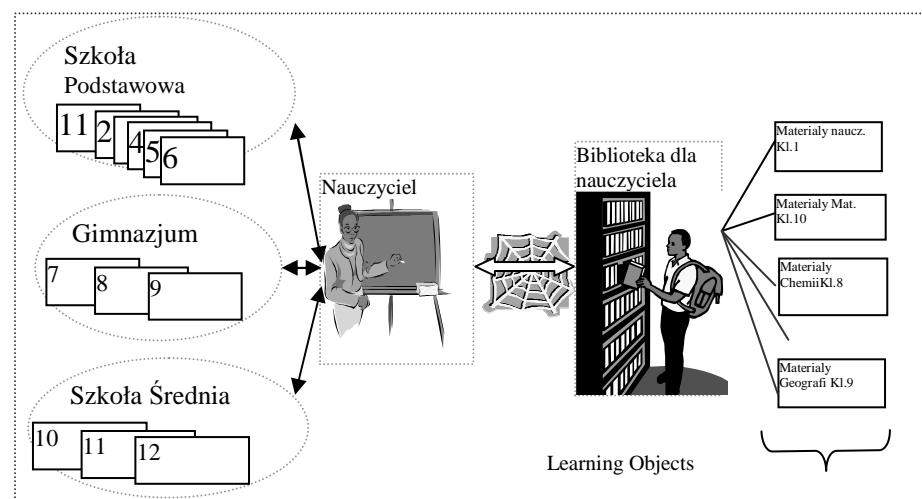 Szkoła
Podstawowa
11
2
4
5
6
Gimnazjum
7
8
9
Szkoła Średnia
10
11
12
Nauczyciel
Biblioteka dla
nauczyciela
Materialy naucz.
Kl.1
Materialy Mat.
Kl.10
Materialy
ChemiiKl.8
Materialy
Geografi Kl.9
Learning Objects